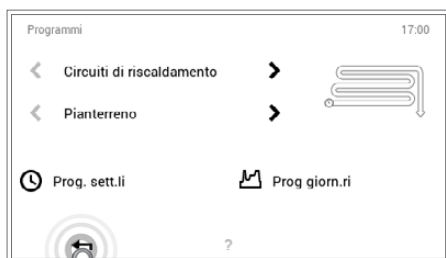 Programmi 17:00
Circuiti di riscaldamento
Pianterreno
Prog. sett.li Prog giorn.ri
?